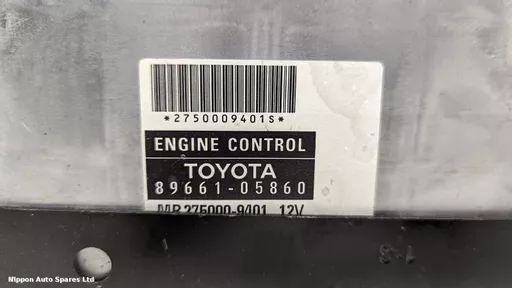 *2750009401S*
ENGINE CONTROL
TOYOTA
89661-05860
MB275000-9401 12V
Nippon Auto Spares Ltd